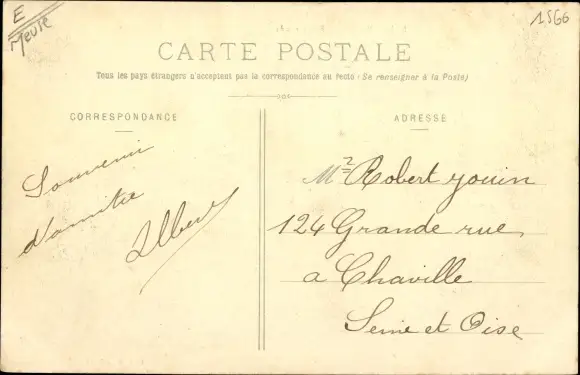 E
Meuse
1566
CARTE POSTALE
Tous les pays étrangers n'acceptent pas la correspondance au recto (Se renseigner à la Poste)
CORRESPONDANCE
Souvenir
d'amitie
Albert
ADRESSE
Mr Robert Jouin
124 Grande rue
a Chaville
Seine et Oise